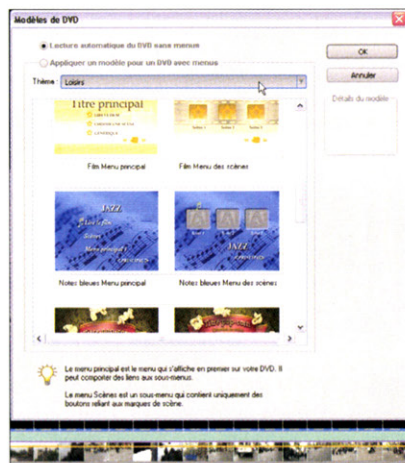 Modèles de DVD
Lecture automatique du DVD sans menus
Appliquer un modèle pour un DVD avec menus
OK
Annuler
Thème : Loisirs
Détails du modèle
Titre principal
Film Menu principal
Film Menu des scènes
JAZZ
JAZZ
Notes bleues Menu principal
Notes bleues Menu des scènes
Le menu principal est le menu qui s'affiche en premier sur votre DVD. Il
peut comporter des liens aux sous-menus.
Le menu Scènes est un sous-menu qui contient uniquement des
boutons reliant aux marques de scène.